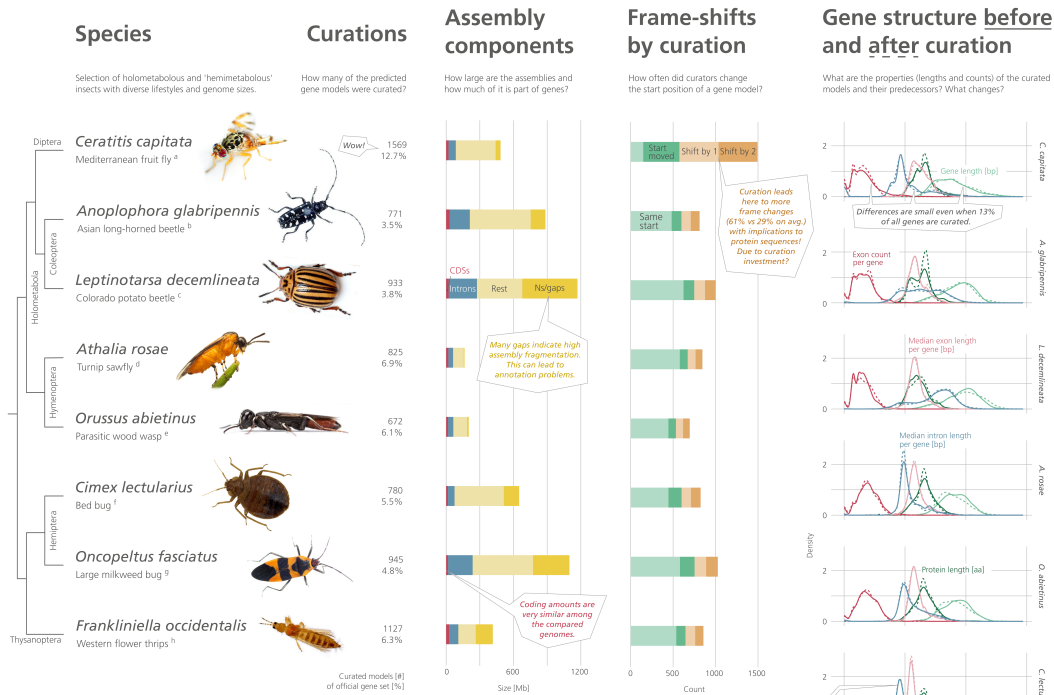 Species
Curations
Assembly
components
Frame-shifts
by curation
Gene structure before
and after curation
Selection of holometabolous and 'hemimetabolous'
insects with diverse lifestyles and genome sizes.
How many of the predicted
gene models were curated?
How large are the assemblies and
how much of it is part of genes?
How often did curators change
the start position of a gene model?
What are the properties (lengths and counts) of the curated
models and their predecessors? What changes?
Diptera
Coleoptera
Holometabola
Hymenoptera
Hemiptera
Thysanoptera
Ceratitis capitata
Mediterranean fruit fly a
Wow!
1569
12.7%
Anoplophora glabripennis
Asian long-horned beetle b
771
3.5%
Leptinotarsa decemlineata
Colorado potato beetle c
933
3.8%
Athalia rosae
Turnip sawfly d
825
6.9%
Orussus abietinus
Parasitic wood wasp e
672
6.1%
Cimex lectularius
Bed bug f
780
5.5%
Oncopeltus fasciatus
Large milkweed bug g
945
4.8%
Frankliniella occidentalis
Western flower thrips h
1127
6.3%
Curated models [#]
of official gene set [%]
CDSs
Introns
Rest
Ns/gaps
Many gaps indicate high
assembly fragmentation.
This can lead to
annotation problems.
Coding amounts are
very similar among
the compared
genomes.
0
600
1200
Size [Mb]
Start
moved
Shift by 1
Shift by 2
Same
start
Curation leads
here to more
frame changes
(61% vs 29% on avg.)
with implications to
protein sequences!
Due to curation
investment?
0
500
1000
1500
Count
2
0
Gene length [bp]
Differences are small even when 13%
of all genes are curated.
C. capitata
2
0
Exon count
per gene
A. glabripennis
2
0
Median exon length
per gene [bp]
L. decemlineata
2
0
Median intron length
per gene [bp]
A. rosae
Density
2
0
Protein length [aa]
O. abietinus
2